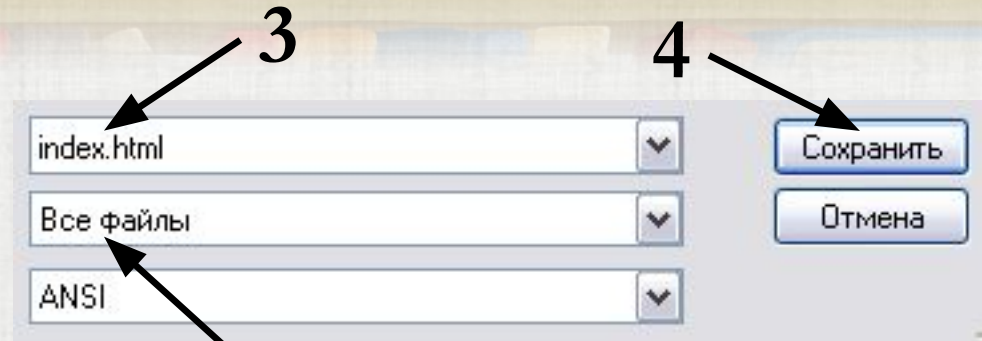 3
4
index.html
Сохранить
Все файлы
Отмена
ANSI